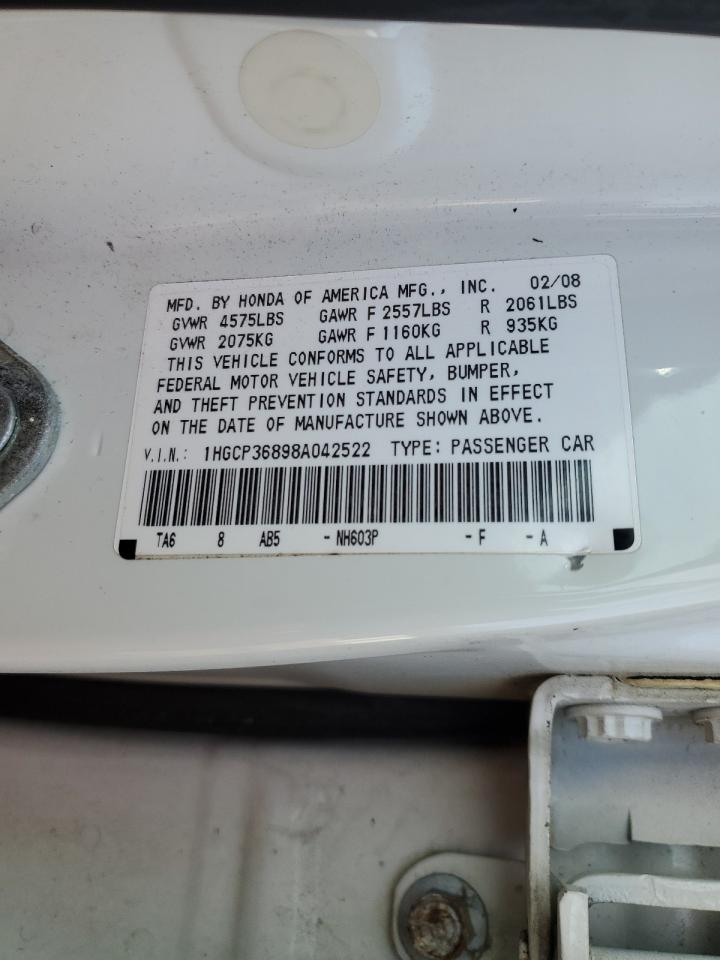 MFD. BY HONDA OF AMERICA MFG., INC. 02/08
GVWR 4575LBS GAWR F 2557LBS R 2061LBS
GVWR 2075KG GAWR F 1160KG R 935KG
THIS VEHICLE CONFORMS TO ALL APPLICABLE
FEDERAL MOTOR VEHICLE SAFETY, BUMPER,
AND THEFT PREVENTION STANDARDS IN EFFECT
ON THE DATE OF MANUFACTURE SHOWN ABOVE.
V.I.N.: 1HGCP36898A042522 TYPE: PASSENGER CAR
TA6 8 AB5 - NH603P - F - A